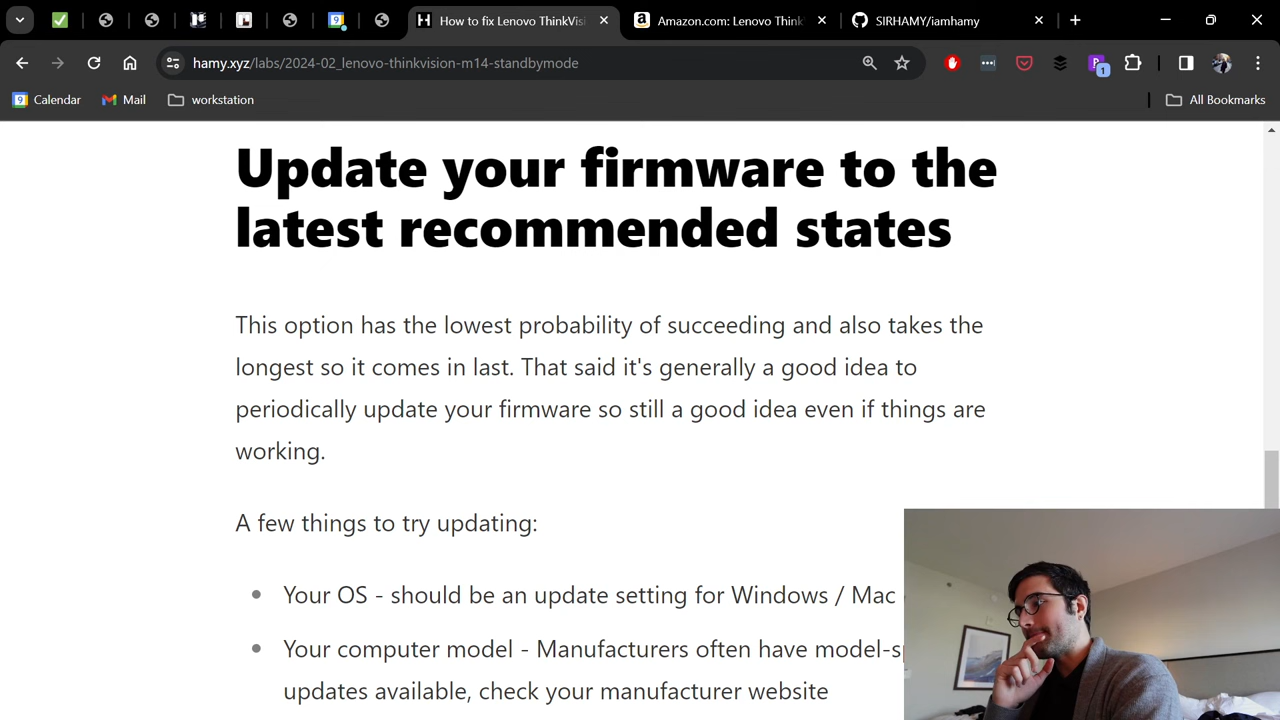 How to fix Lenovo ThinkVis
Amazon.com: Lenovo Think
SIRHAMY/iamhamy
hamy.xyz/labs/2024-02_lenovo-thinkvision-m14-standbymode
1
Calendar
Mail
workstation
All Bookmarks
Update your firmware to the
latest recommended states
This option has the lowest probability of succeeding and also takes the
longest so it comes in last. That said it's generally a good idea to
periodically update your firmware so still a good idea even if things are
working.
A few things to try updating:
Your OS - should be an update setting for Windows / Mac
Your computer model - Manufacturers often have model-sp
updates available, check your manufacturer website